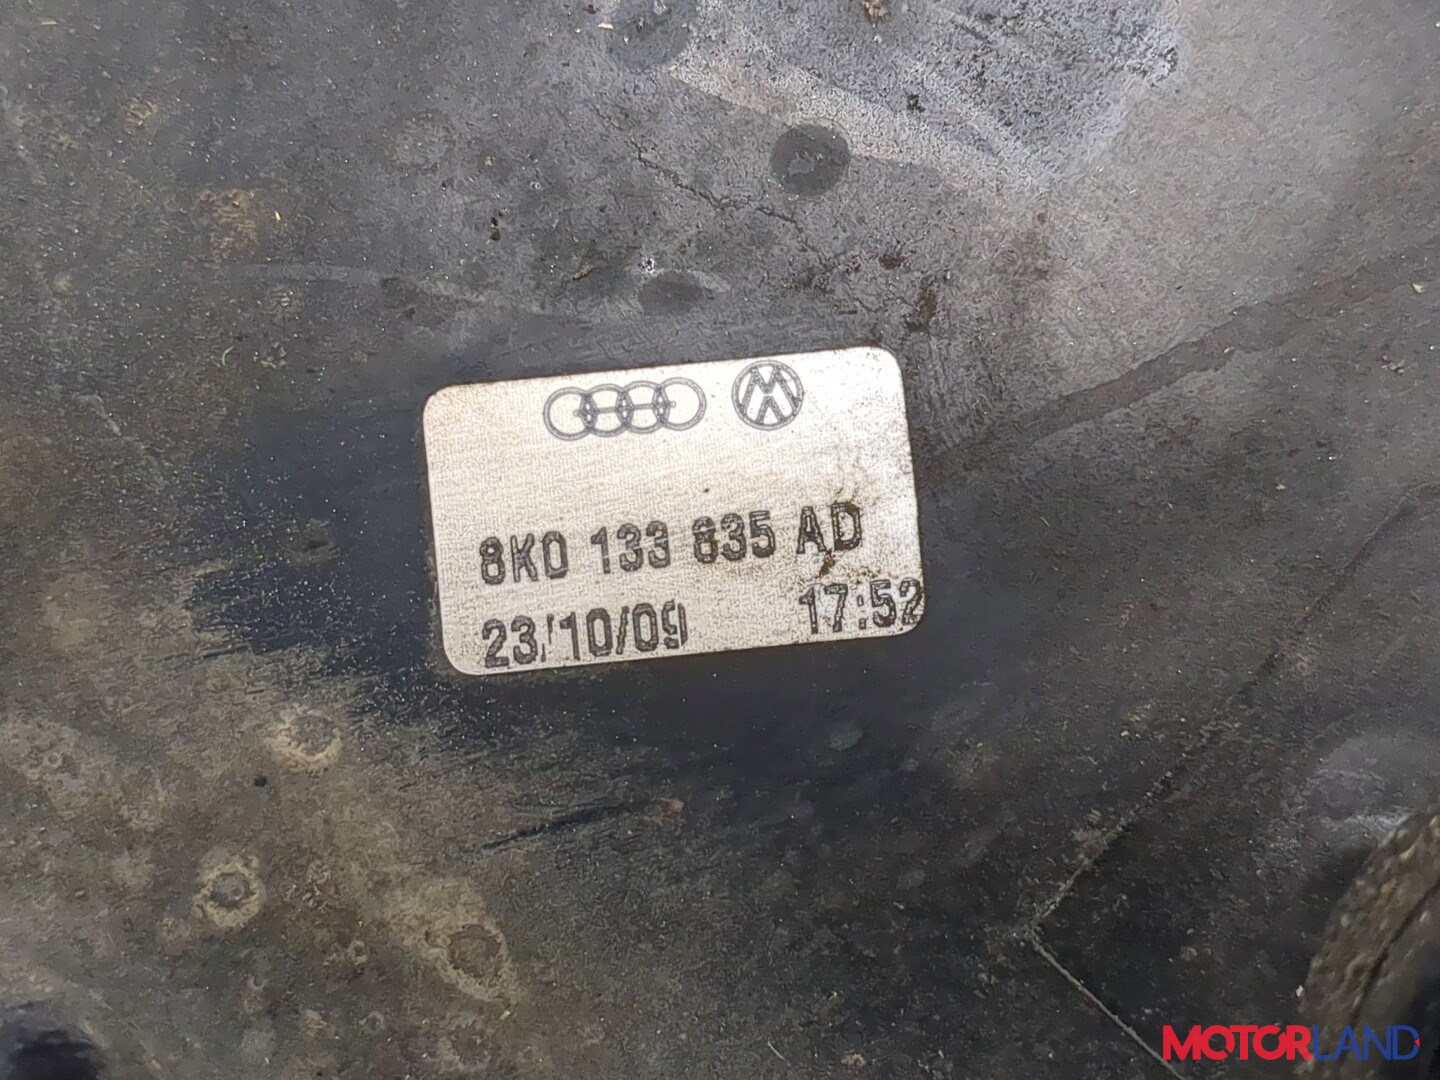 8K0 133 835 AD
23/10/09 17:52
MOTORLAND